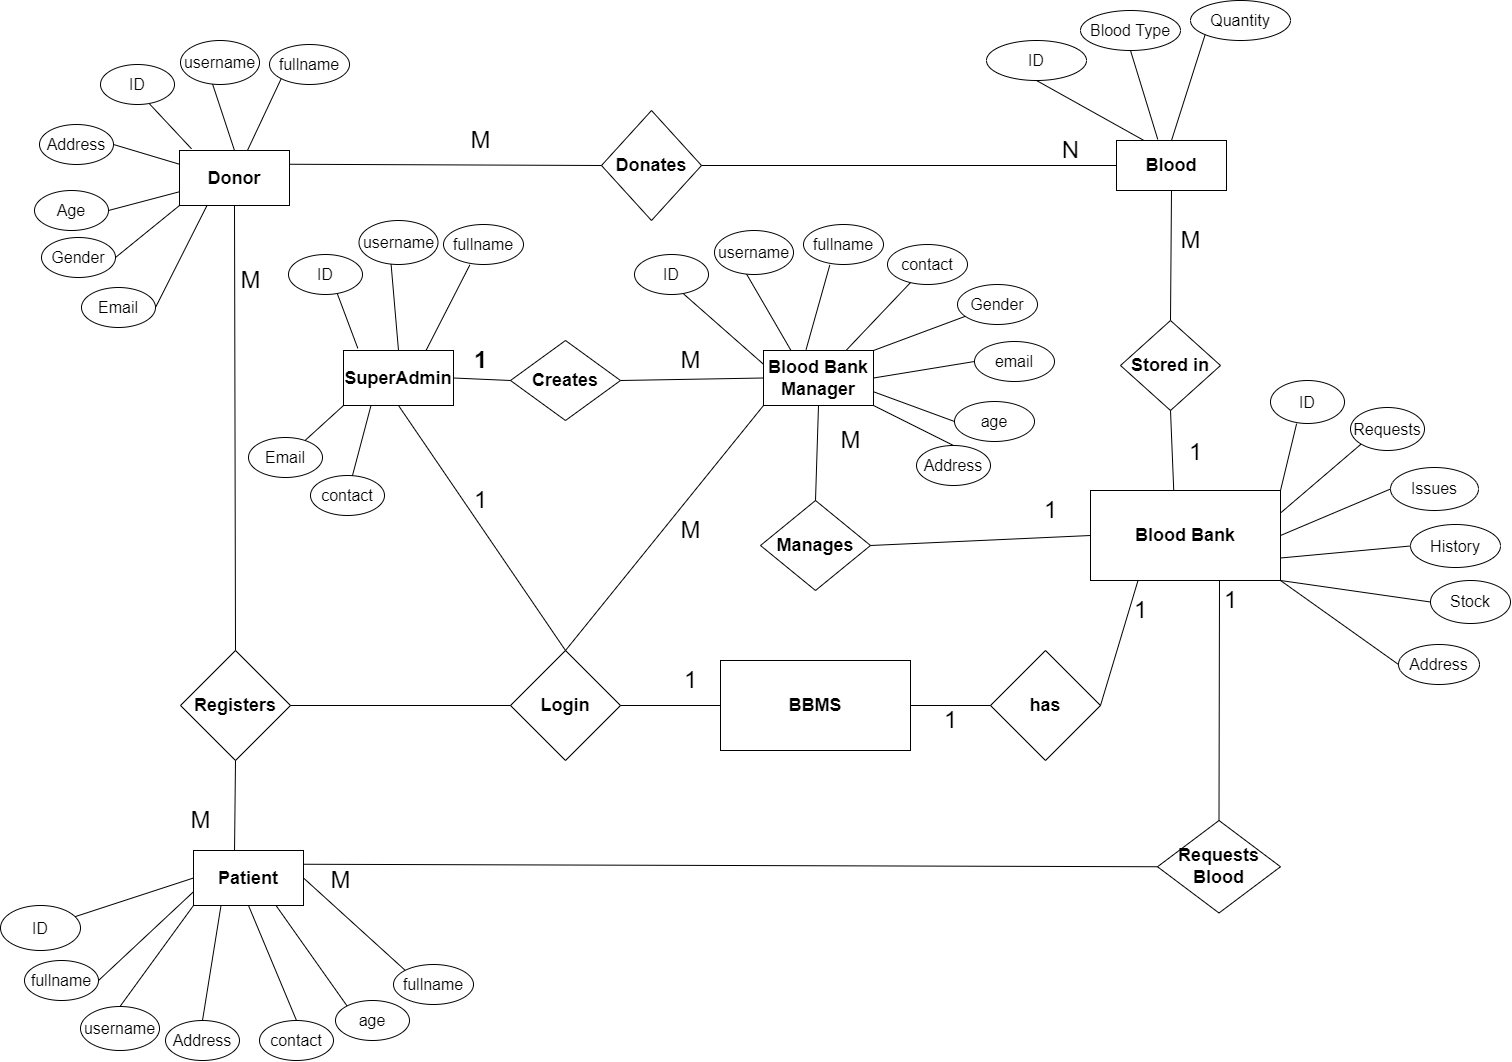 Quantity
Blood Type
ID
username
fullname
ID
Address
Donor
Age
Gender
Email
M
Donates
N
Blood
M
M
username
fullname
ID
1
SuperAdmin
Creates
M
Email
contact
username
fullname
contact
ID
Gender
email
age
Address
Blood Bank
Manager
M
Stored in
1
ID
Requests
Issues
History
Stock
Address
Blood Bank
1
Manages
1
M
1
1
Registers
Login
1
BBMS
1
has
M
Patient
M
Requests
Blood
ID
fullname
username
Address
contact
age
fullname